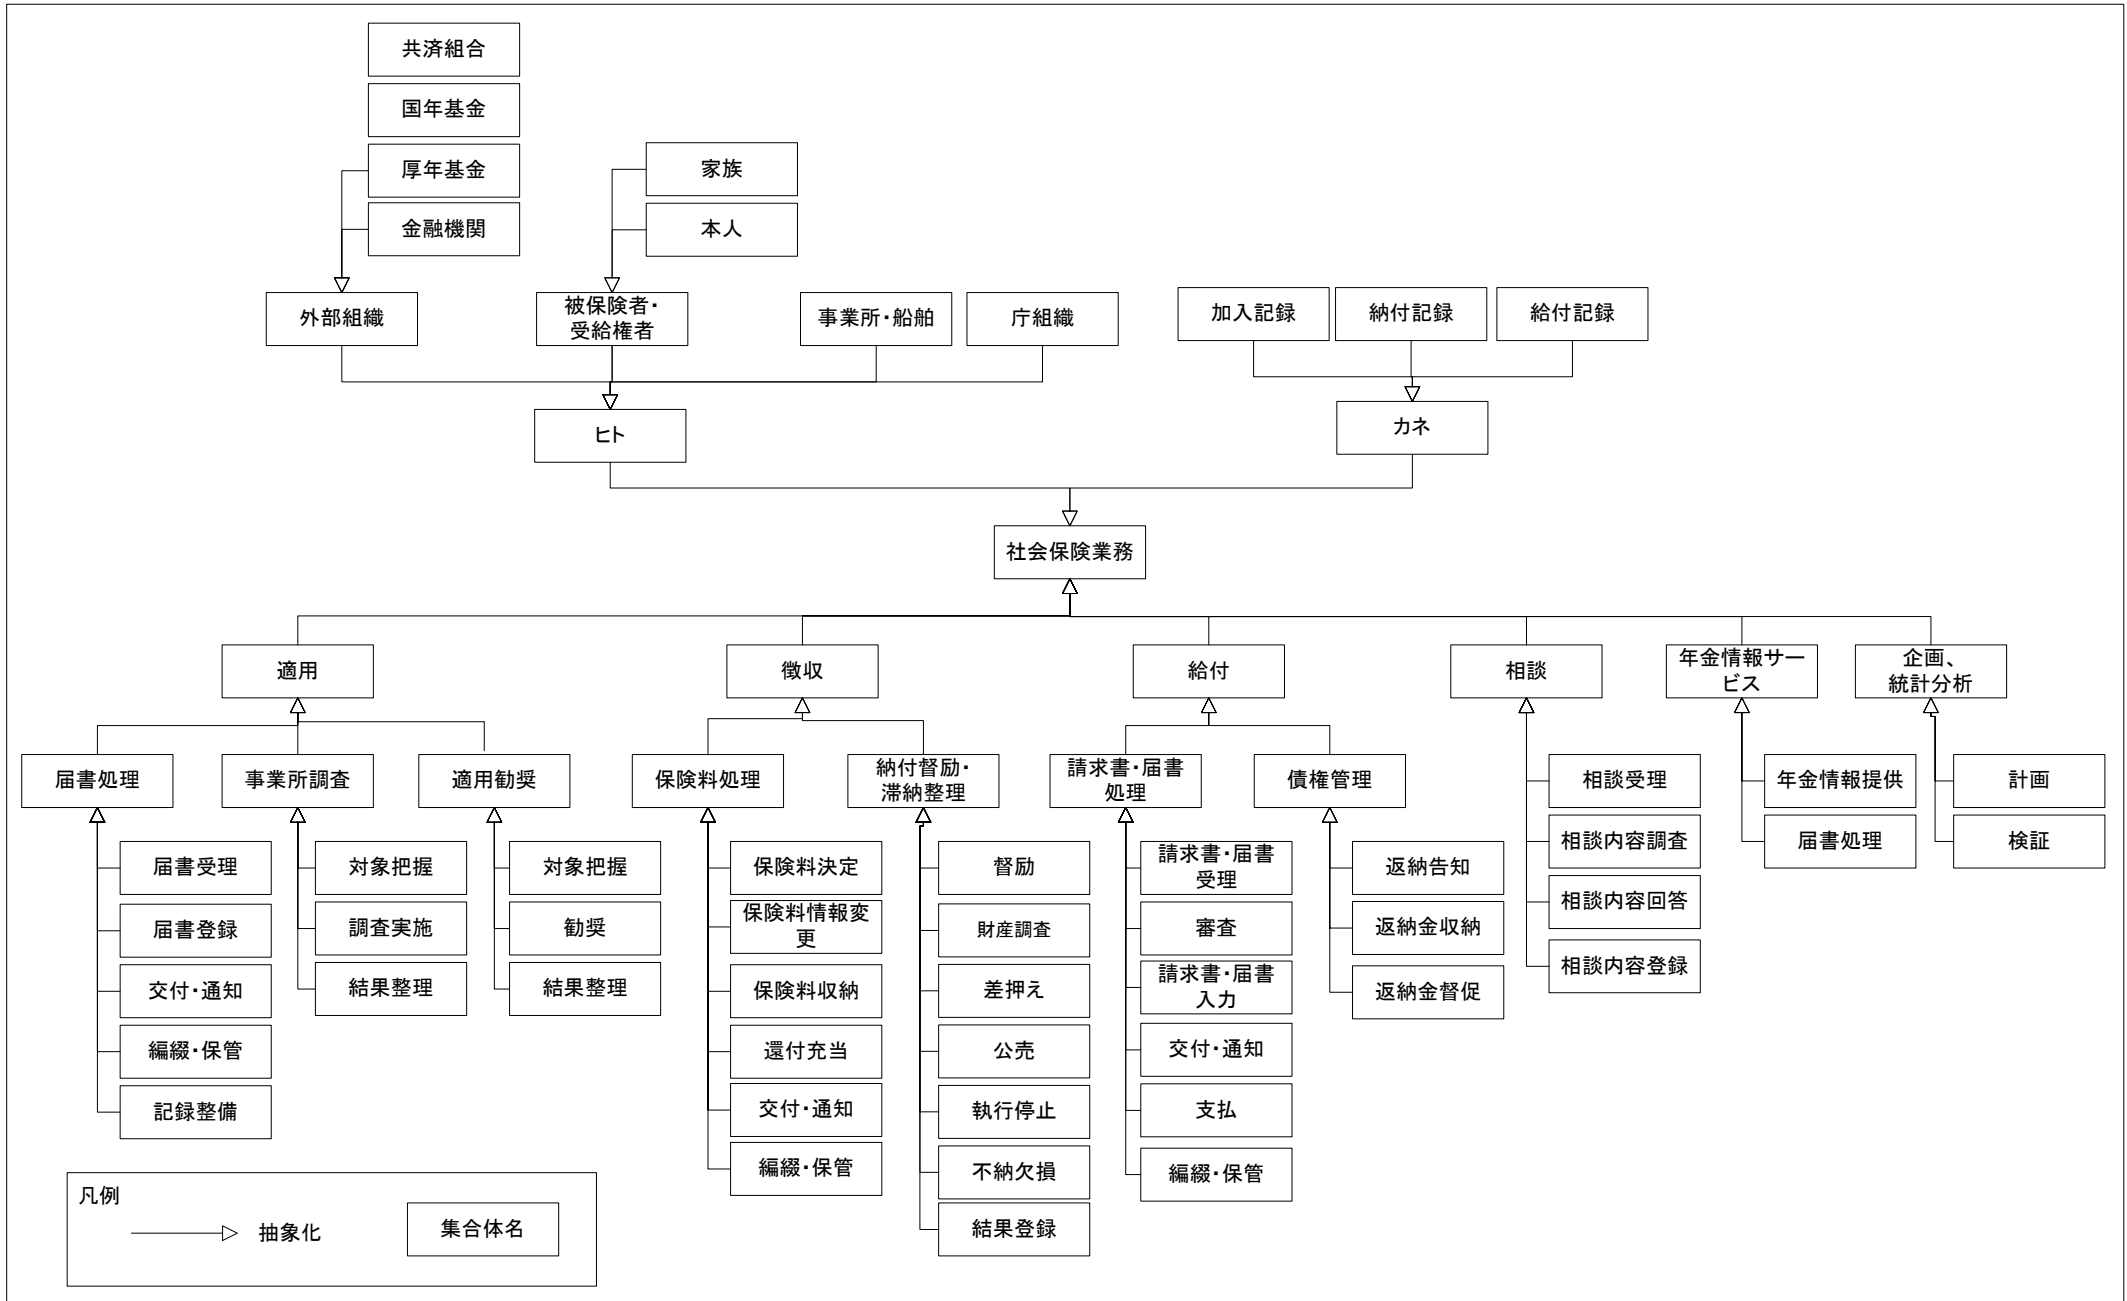 共済組合
国年基金
厚年基金
金融機関
家族
本人
外部組織
被保険者・
受給権者
事業所・船舶
庁組織
加入記録
納付記録
給付記録
ヒト
カネ
社会保険業務
適用
徴収
給付
相談
年金情報サー
ビス
企画、
統計分析
届書処理
事業所調査
適用勧奨
保険料処理
納付督励・
滞納整理
請求書・届書
処理
債権管理
届書受理
届書登録
交付・通知
編綴・保管
記録整備
対象把握
調査実施
結果整理
対象把握
勧奨
結果整理
保険料決定
保険料情報変
更
保険料収納
還付充当
交付・通知
編綴・保管
督励
財産調査
差押え
公売
執行停止
不納欠損
結果登録
請求書・届書
受理
審査
請求書・届書
入力
交付・通知
支払
編綴・保管
返納告知
返納金収納
返納金督促
相談受理
相談内容調査
相談内容回答
相談内容登録
年金情報提供
届書処理
計画
検証
凡例
抽象化
集合体名